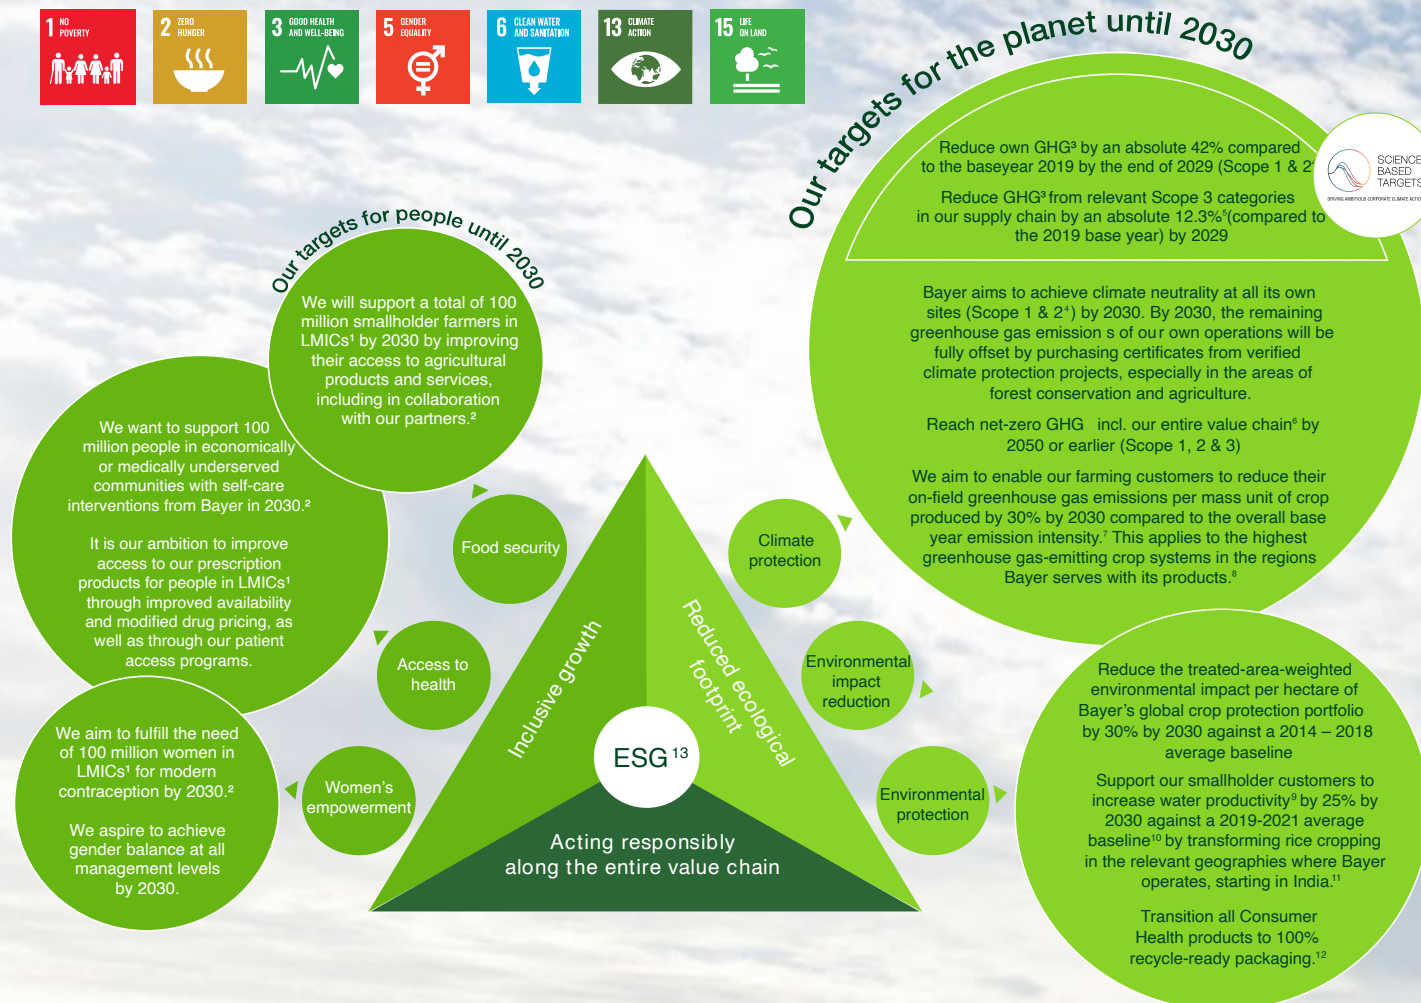 1 NO
POVERTY
2 ZERO
HUNGER
3 GOOD HEALTH
AND WELL-BEING
5 GENDER
EQUALITY
6 CLEAN WATER
AND SANITATION
13 CLIMATE
ACTION
15 LIFE
ON LAND
Our targets for people until 2030
We will support a total of 100
million smallholder farmers in
LMICs¹ by 2030 by improving
their access to agricultural
products and services,
including in collaboration
with our partners.²
We want to support 100
million people in economically
or medically underserved
communities with self-care
interventions from Bayer in 2030.²
It is our ambition to improve
access to our prescription
products for people in LMICs¹
through improved availability
and modified drug pricing, as
well as through our patient
access programs.
We aim to fulfill the need
of 100 million women in
LMICs¹ for modern
contraception by 2030.²
We aspire to achieve
gender balance at all
management levels
by 2030.
Food security
Access to
health
Women's
empowerment
Inclusive growth
Reduced ecological
footprint
ESG 13
Acting responsibly
along the entire value chain
Climate
protection
Environmental
impact
reduction
Environmental
protection
Our targets for the planet until 2030
Reduce own GHG³ by an absolute 42% compared
to the baseyear 2019 by the end of 2029 (Scope 1 & 2
Reduce GHG³ from relevant Scope 3 categories
in our supply chain by an absolute 12.3%⁵(compared to
the 2019 base year) by 2029
SCIENCE
BASED
TARGETS
DRIVING AMBITIOUS CORPORATE CLIMATE ACTIO
Bayer aims to achieve climate neutrality at all its own
sites (Scope 1 & 2⁴) by 2030. By 2030, the remaining
greenhouse gas emission s of our own operations will be
fully offset by purchasing certificates from verified
climate protection projects, especially in the areas of
forest conservation and agriculture.
Reach net-zero GHG incl. our entire value chain⁶ by
2050 or earlier (Scope 1, 2 & 3)
We aim to enable our farming customers to reduce their
on-field greenhouse gas emissions per mass unit of crop
produced by 30% by 2030 compared to the overall base
year emission intensity.⁷ This applies to the highest
greenhouse gas-emitting crop systems in the regions
Bayer serves with its products.⁸
Reduce the treated-area-weighted
environmental impact per hectare of
Bayer's global crop protection portfolio
by 30% by 2030 against a 2014 – 2018
average baseline
Support our smallholder customers to
increase water productivity⁹ by 25% by
2030 against a 2019-2021 average
baseline¹⁰ by transforming rice cropping
in the relevant geographies where Bayer
operates, starting in India.¹¹
Transition all Consumer
Health products to 100%
recycle-ready packaging.¹²